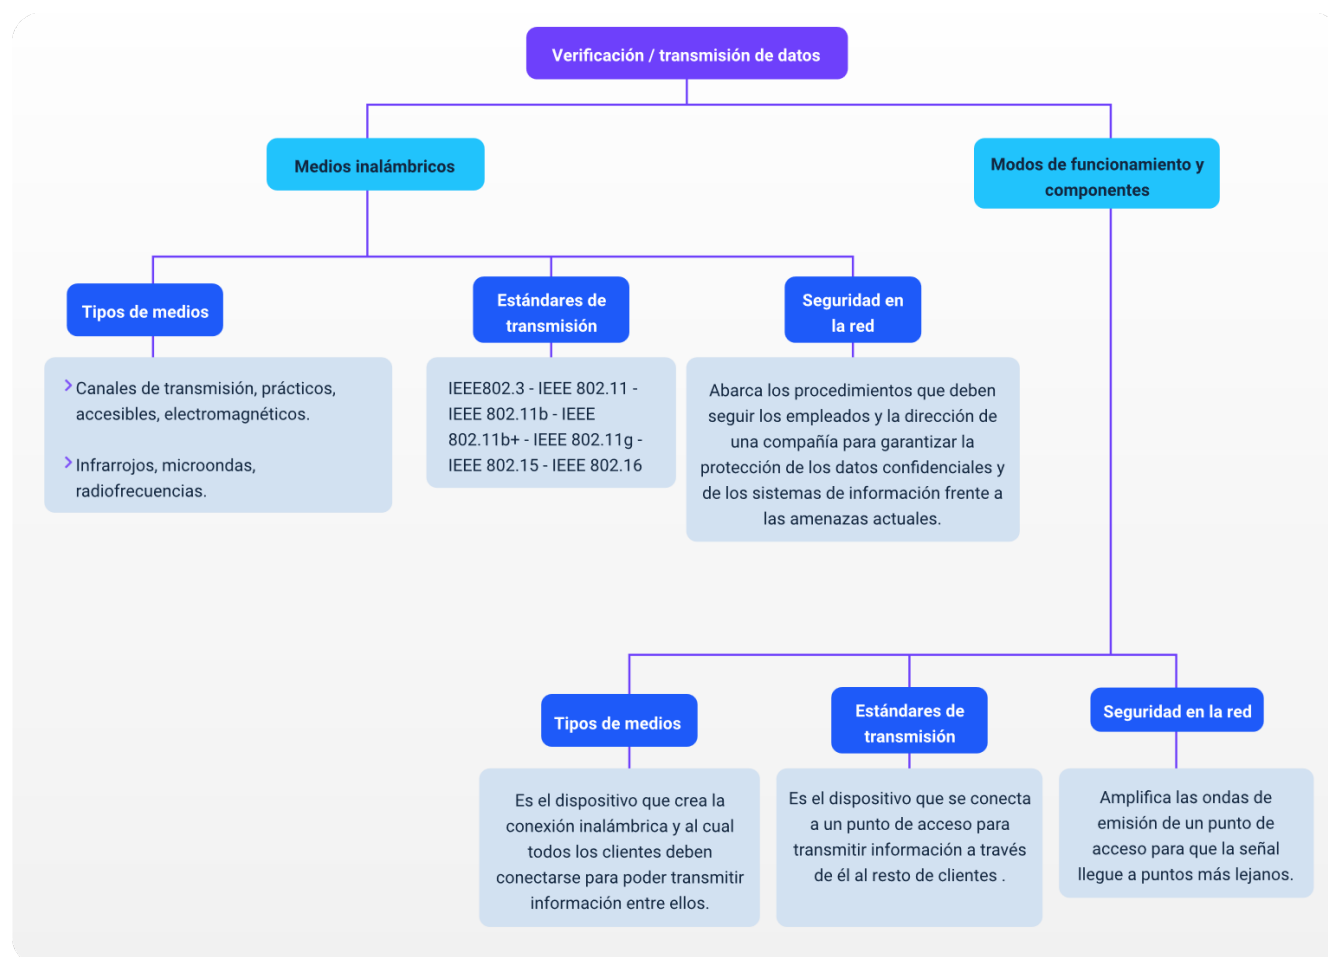 Verificación / transmisión de datos
Medios inalámbricos
Modos de funcionamiento y
componentes
Tipos de medios
Estándares de
transmisión
Seguridad en
la red
Canales de transmisión, prácticos,
accesibles, electromagnéticos.
Infrarrojos, microondas,
radiofrecuencias.
IEEE802.3 - IEEE 802.11 -
IEEE 802.11b - IEEE
802.11b+ - IEEE 802.11g -
IEEE 802.15 - IEEE 802.16
Abarca los procedimientos que deben
seguir los empleados y la dirección de
una compañía para garantizar la
protección de los datos confidenciales y
de los sistemas de información frente a
las amenazas actuales.
Tipos de medios
Estándares de
transmisión
Seguridad en la red
Es el dispositivo que crea la
conexión inalámbrica y al cual
todos los clientes deben
conectarse para poder transmitir
información entre ellos.
Es el dispositivo que se conecta
a un punto de acceso para
transmitir información a través
de él al resto de clientes .
Amplifica las ondas de
emisión de un punto de
acceso para que la señal
llegue a puntos más lejanos.